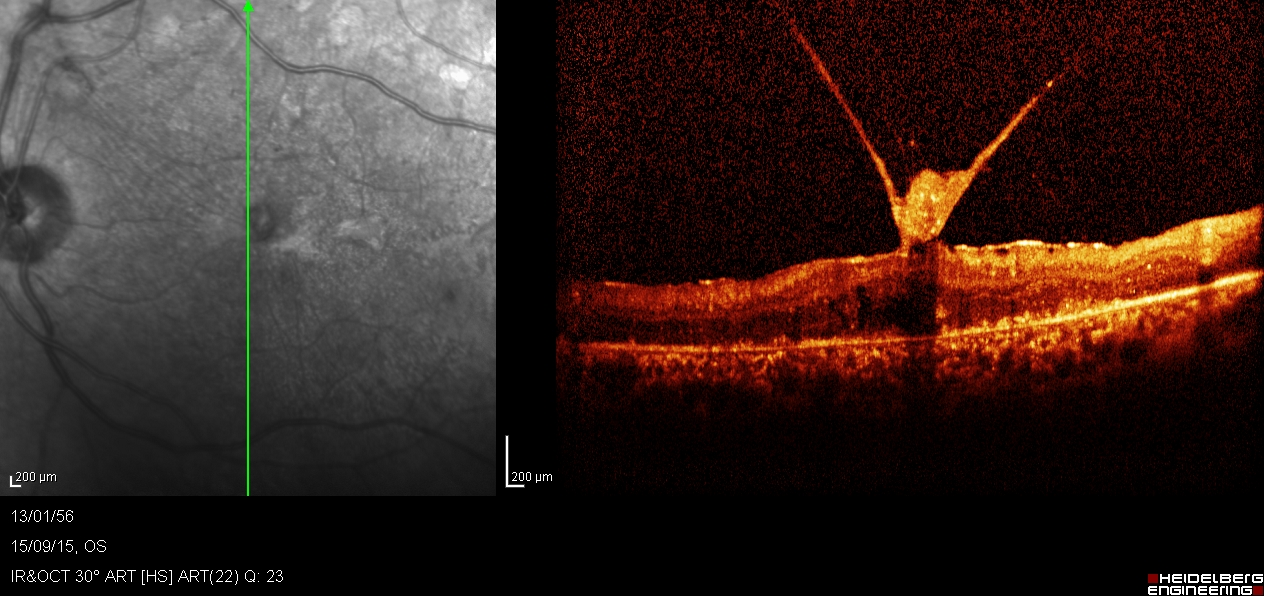 200 µm
200 µm
13/01/56
15/09/15, OS
IR&OCT 30° ART [HS] ART(22) Q: 23
HEIDELBERG
ENGINEERING